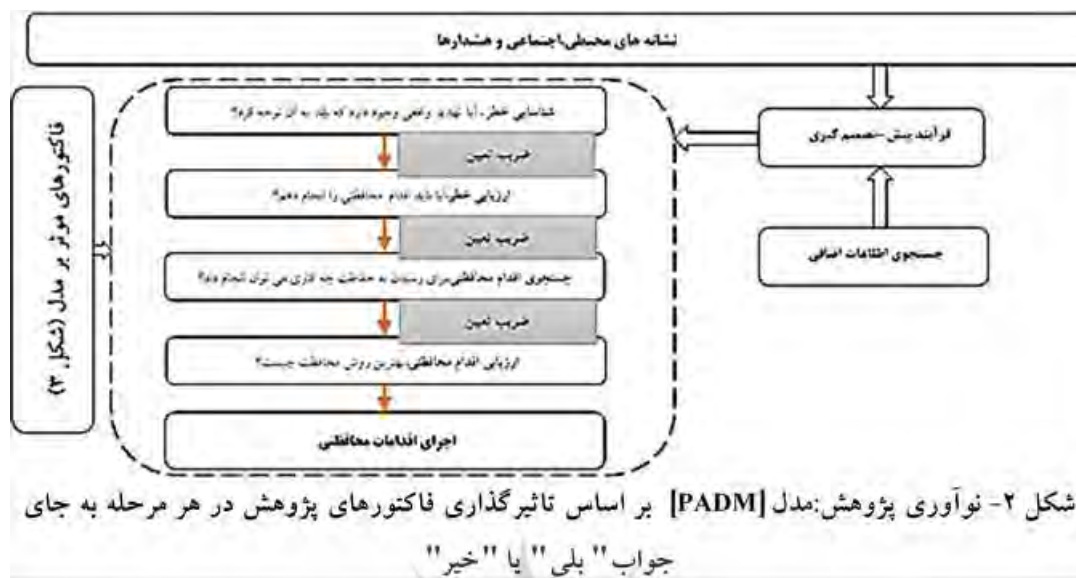 نشانه های محیطی،اجتماعی و هشدارها
شناسایی خطر،آیا تهدید واقعی وجود دارد که باید به آن توجه کرد؟
ضریب تعین
ارزیابی خطر،آیا باید اقدام محافظتی را انجام دهم؟
ضریب تعین
جستجوی اقدام محافظتی،برای رسیدن به حفاظت چه کاری می توان انجام داد؟
ضریب تعین
ارزیابی اقدام محافظتی،بهترین روش محافظت چیست؟
اجرای اقدامات محافظتی
فرآیند پیش-تصمیم گیری
جستجوی اطلاعات اضافی
فاکتورهای موثر بر مدل (شکل ۳)
شکل ۲- نوآوری پژوهش:مدل [PADM] بر اساس تاثیرگذاری فاکتورهای پژوهش در هر مرحله به جای
جواب" بلی" یا "خیر"